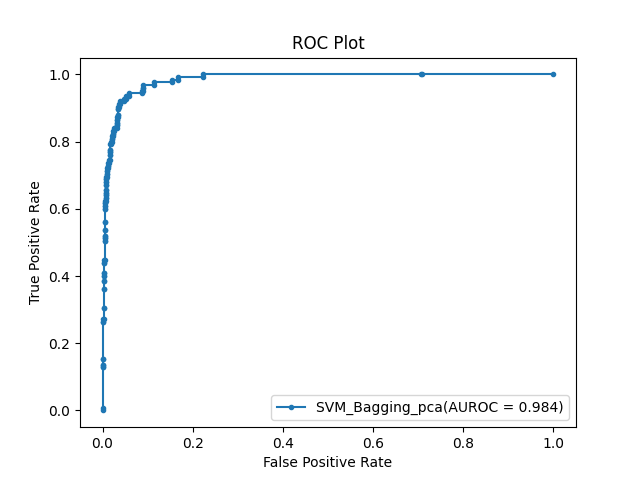 ROC Plot
1.0
0.8
0.6
0.4
0.2
0.0
True Positive Rate
SVM_Bagging_pca(AUROC = 0.984)
0.0 0.2 0.4 0.6 0.8 1.0
False Positive Rate